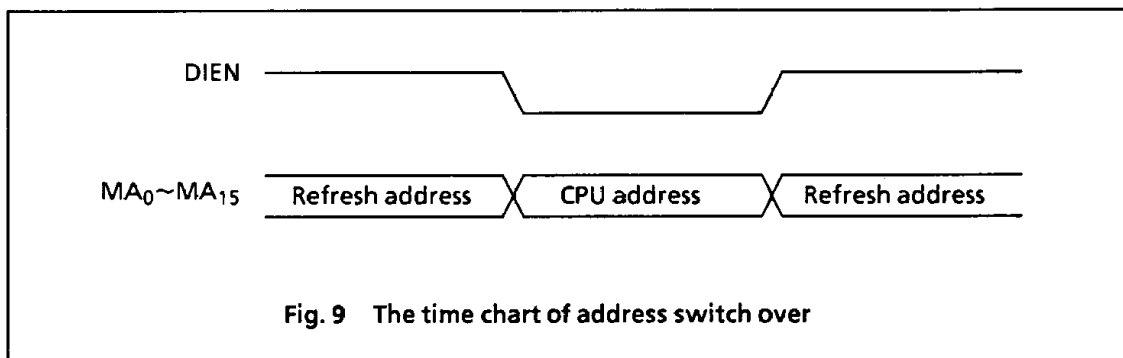 DIEN
MA₀~MA₁₅ Refresh address CPU address Refresh address
Fig. 9 The time chart of address switch over